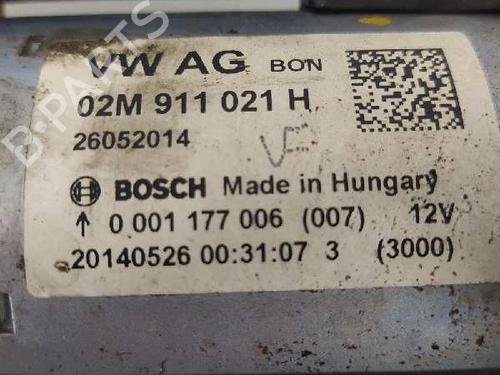 VW AG BON
02M 911 021 H
26052014
VE
BOSCH Made in Hungary
↑ 0 001 177 006 (007) 12V
20140526 00:31:07 3 (3000)
B-PARTS